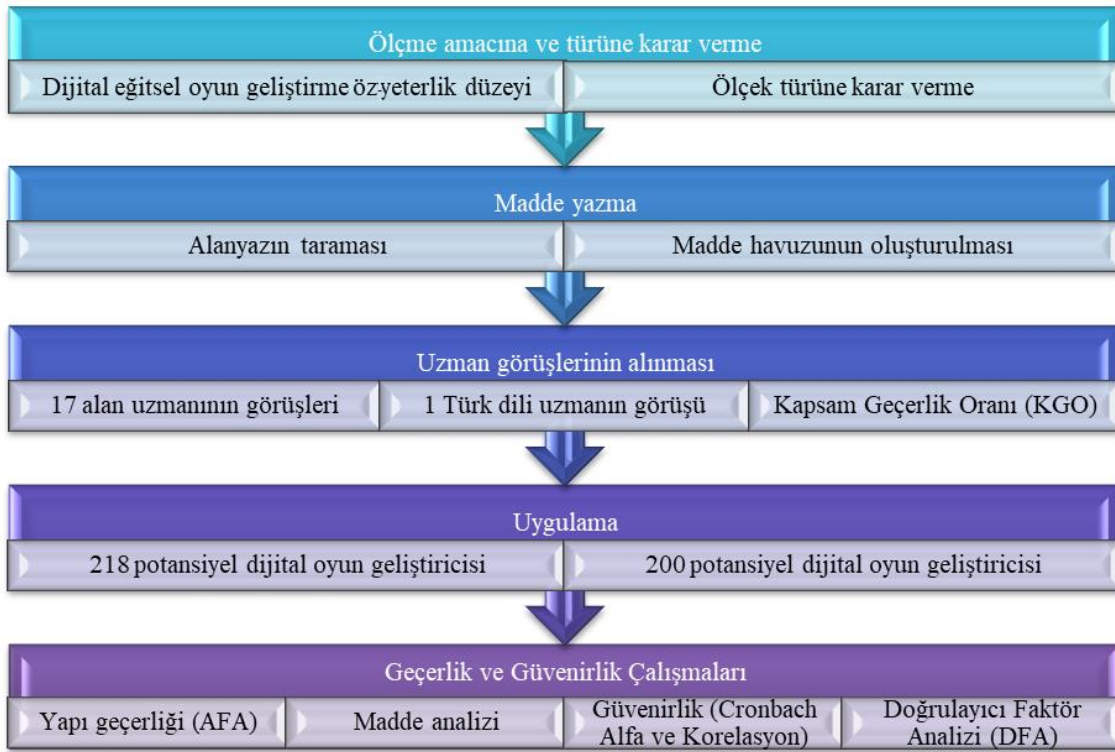 Ölçme amacına ve türüne karar verme
Dijital eğitsel oyun geliştirme öz-yeterlik düzeyi
Ölçek türüne karar verme
Madde yazma
Alanyazın taraması
Madde havuzunun oluşturulması
Uzman görüşlerinin alınması
17 alan uzmanının görüşleri
1 Türk dili uzmanın görüşü
Kapsam Geçerlik Oranı (KGO)
Uygulama
218 potansiyel dijital oyun geliştiricisi
200 potansiyel dijital oyun geliştiricisi
Geçerlik ve Güvenirlik Çalışmaları
Yapı geçerliği (AFA)
Madde analizi
Güvenirlik (Cronbach
Alfa ve Korelasyon)
Doğrulayıcı Faktör
Analizi (DFA)